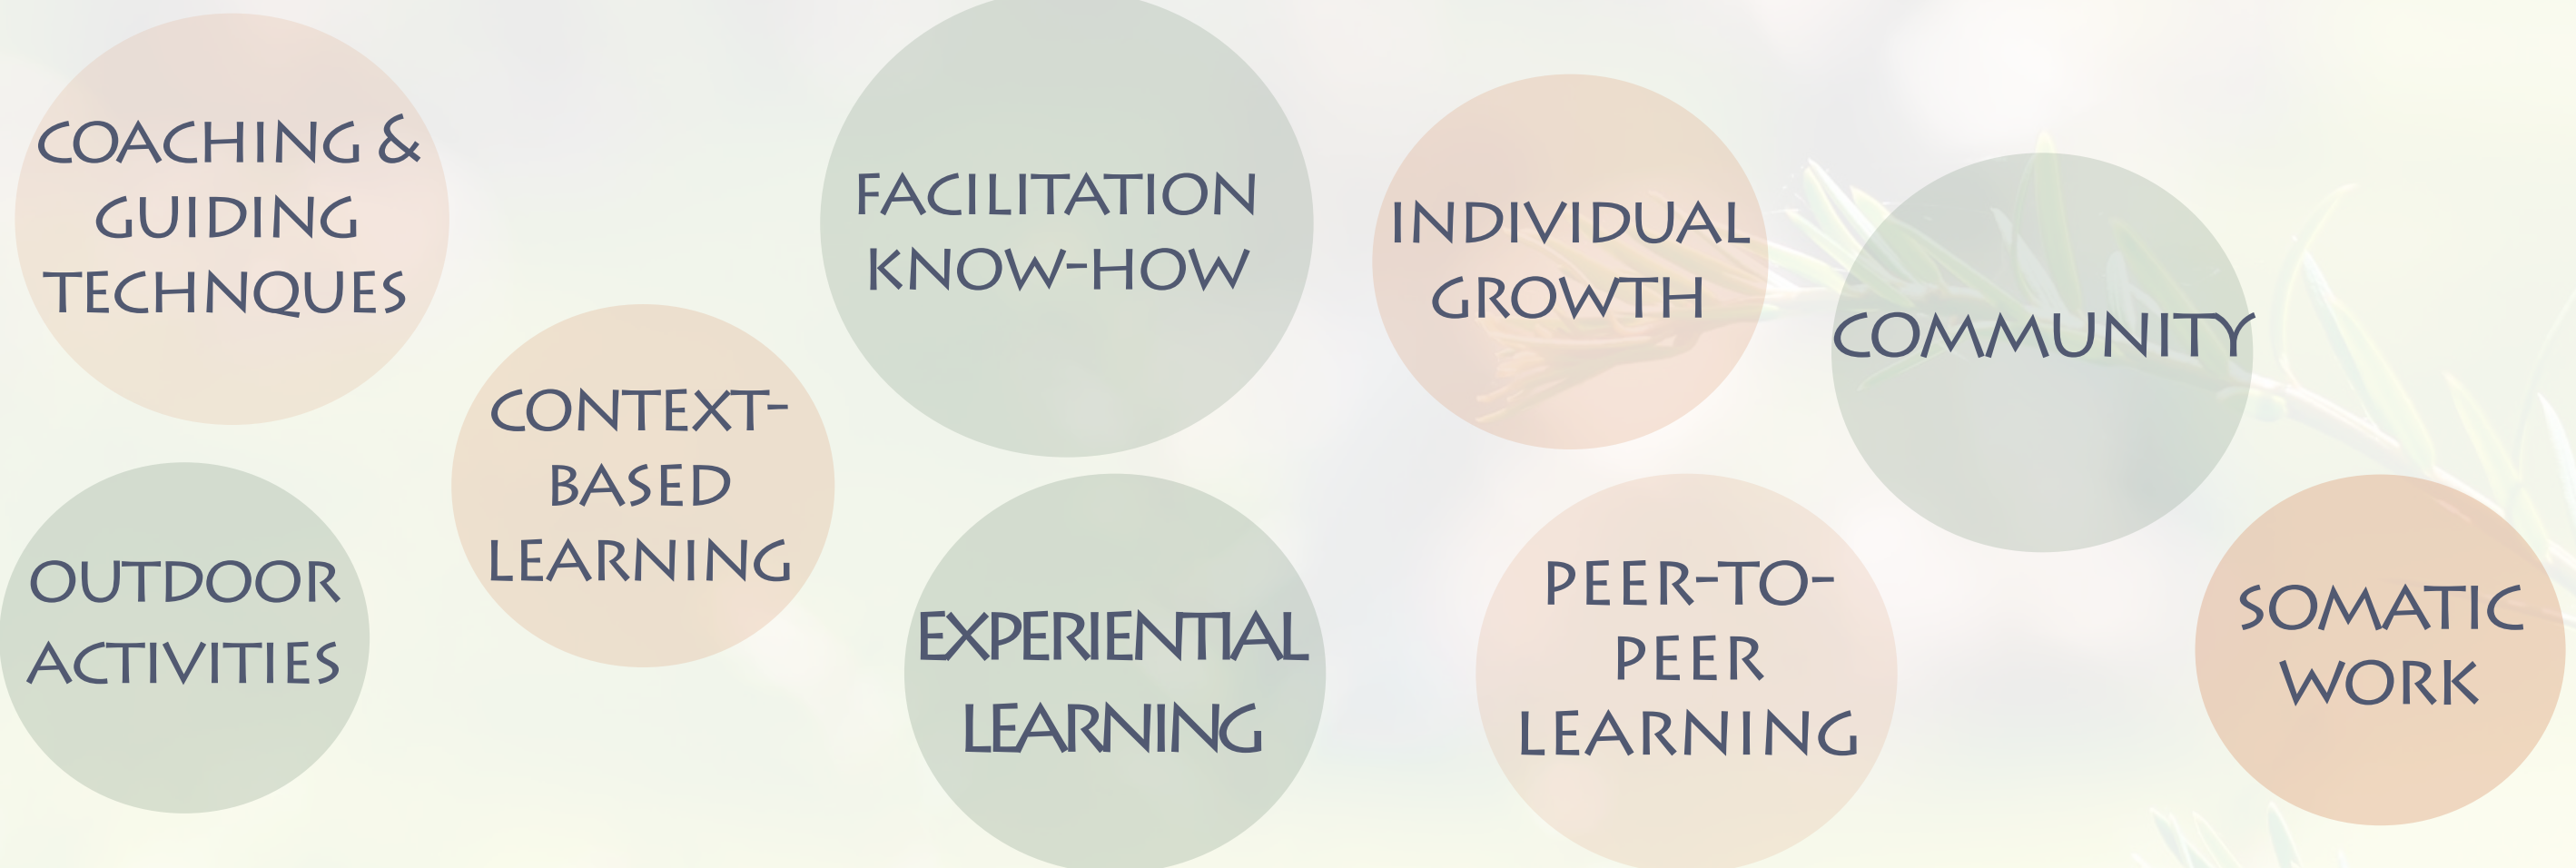 COACHING &
GUIDING
TECHNQUES
FACILITATION
KNOW-HOW
INDIVIDUAL
GROWTH
COMMUNITY
CONTEXT-
BASED
LEARNING
OUTDOOR
ACTIVITIES
EXPERIENTIAL
LEARNING
PEER-TO-
PEER
LEARNING
SOMATIC
WORK